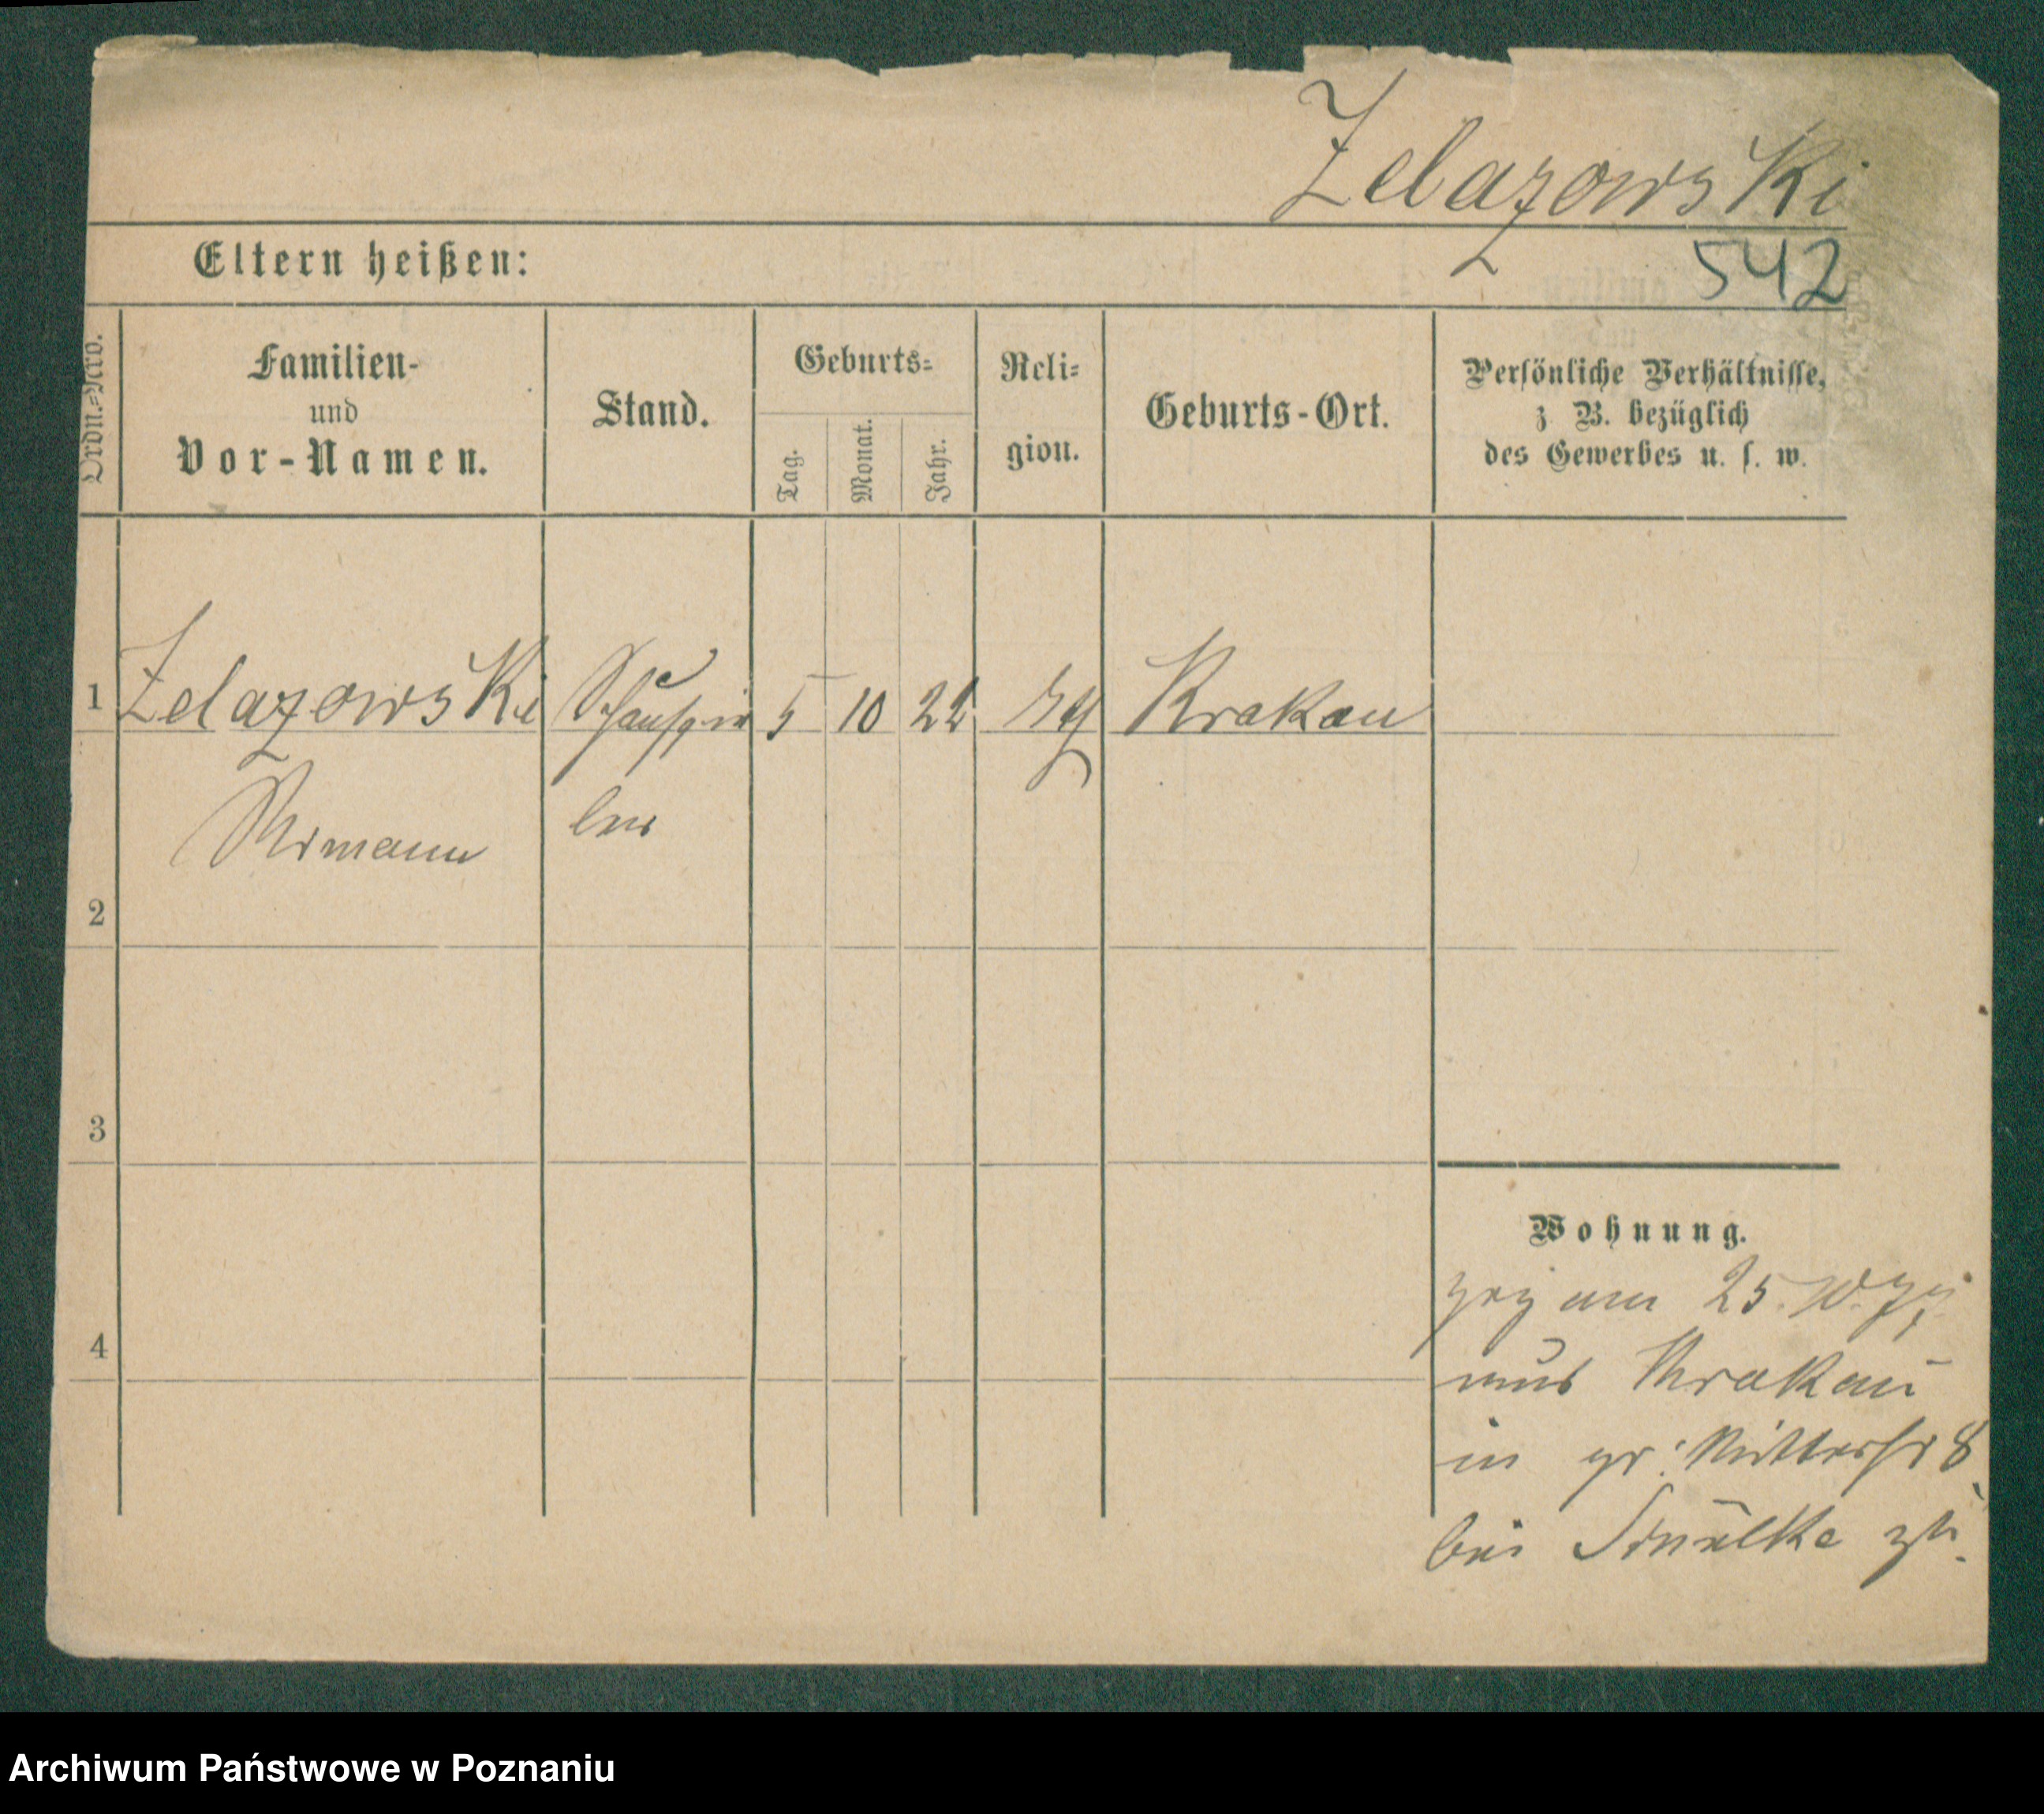 Zelazowski
Eltern heißen:
542
Ordn.-Nro.
Familien-
und
Vor-Namen.
Stand.
Geburts-
Tag.
Monat.
Jahr.
Reli-
gion.
Geburts-Ort.
Persönliche Verhältnisse,
z B. bezüglich
des Gewerbes u. s. w.
1
Zelazowski
Schauspie
5
10
Krakau
ler
2
3
4
Wohnung.
zog am 25.
aus Krakau
in gr. Ritterstr 8
bei
Archiwum Państwowe w Poznaniu